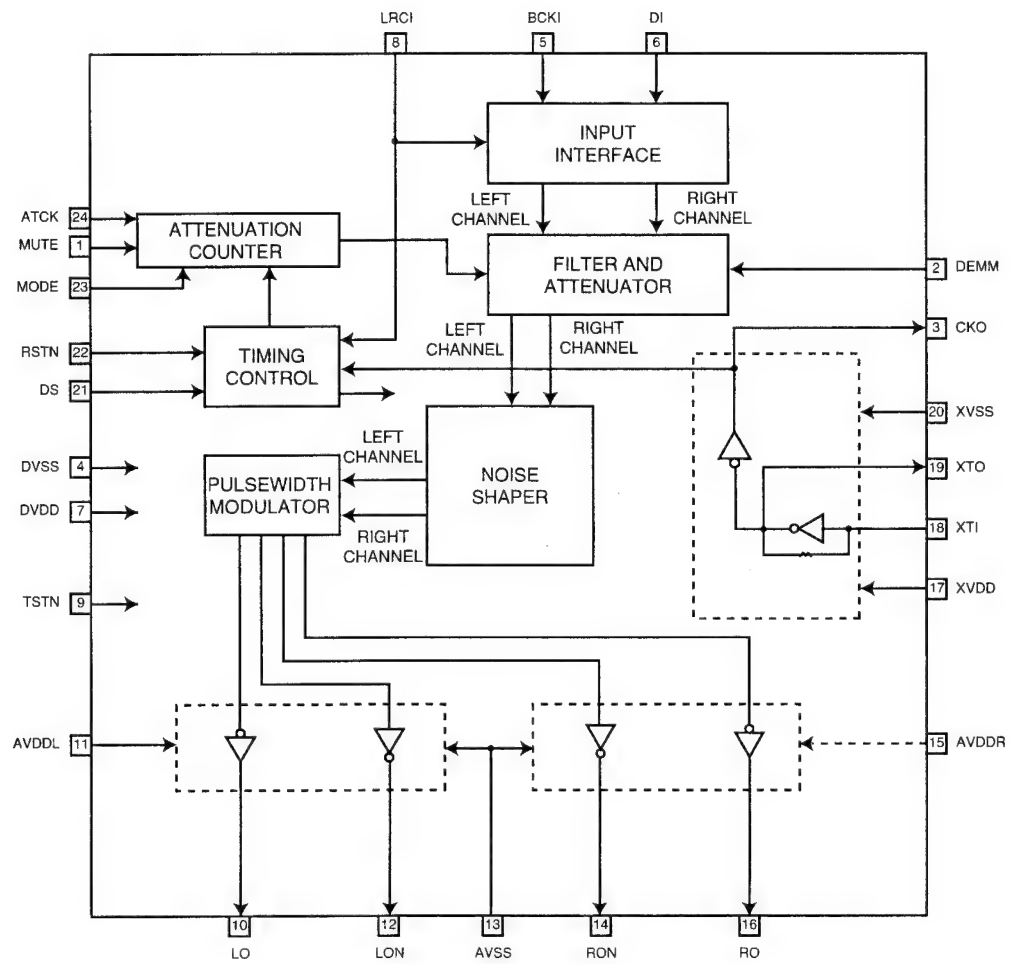 LRCI
BCKI
DI
8
5
6
INPUT
INTERFACE
LEFT
CHANNEL
RIGHT
CHANNEL
ATCK 24
MUTE 1
MODE 23
ATTENUATION
COUNTER
FILTER AND
ATTENUATOR
2 DEMM
3 CKO
LEFT
CHANNEL
RIGHT
CHANNEL
RSTN 22
DS 21
TIMING
CONTROL
20 XVSS
19 XTO
18 XTI
17 XVDD
DVSS 4
DVDD 7
LEFT
CHANNEL
PULSEWIDTH
MODULATOR
RIGHT
CHANNEL
NOISE
SHAPER
TSTN 9
AVDDL 11
15 AVDDR
10
12
13
14
16
LO
LON
AVSS
RON
RO